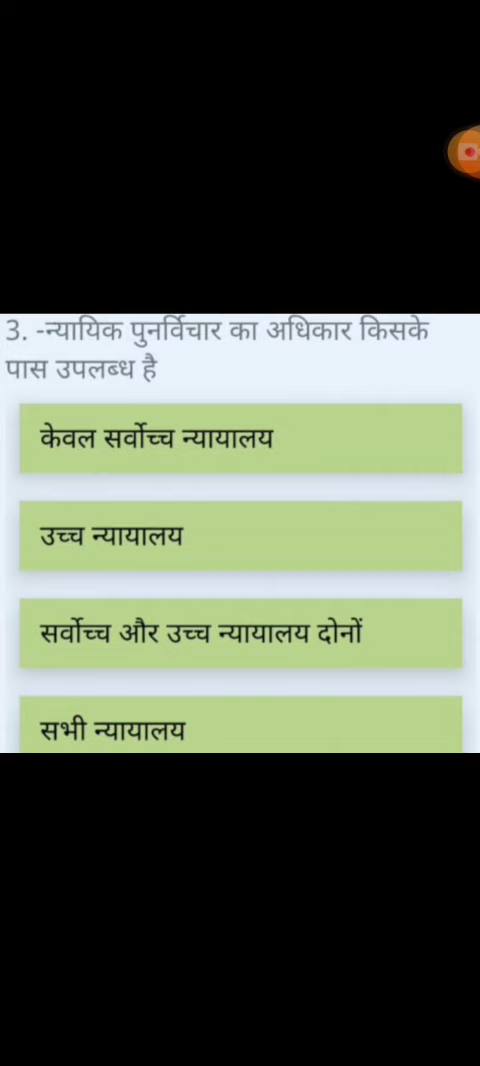 3. -न्यायिक पुनर्विचार का अधिकार किसके
पास उपलब्ध है
केवल सर्वोच्च न्यायालय
उच्च न्यायालय
सर्वोच्च और उच्च न्यायालय दोनों
सभी न्यायालय